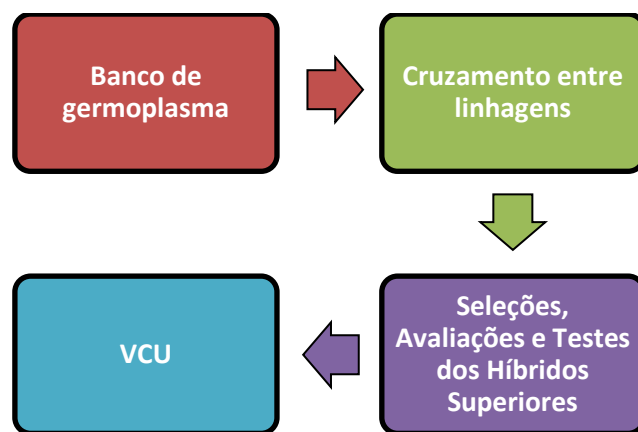 Banco de
germoplasma
Cruzamento entre
linhagens
Seleções,
Avaliações e Testes
dos Híbridos
Superiores
VCU